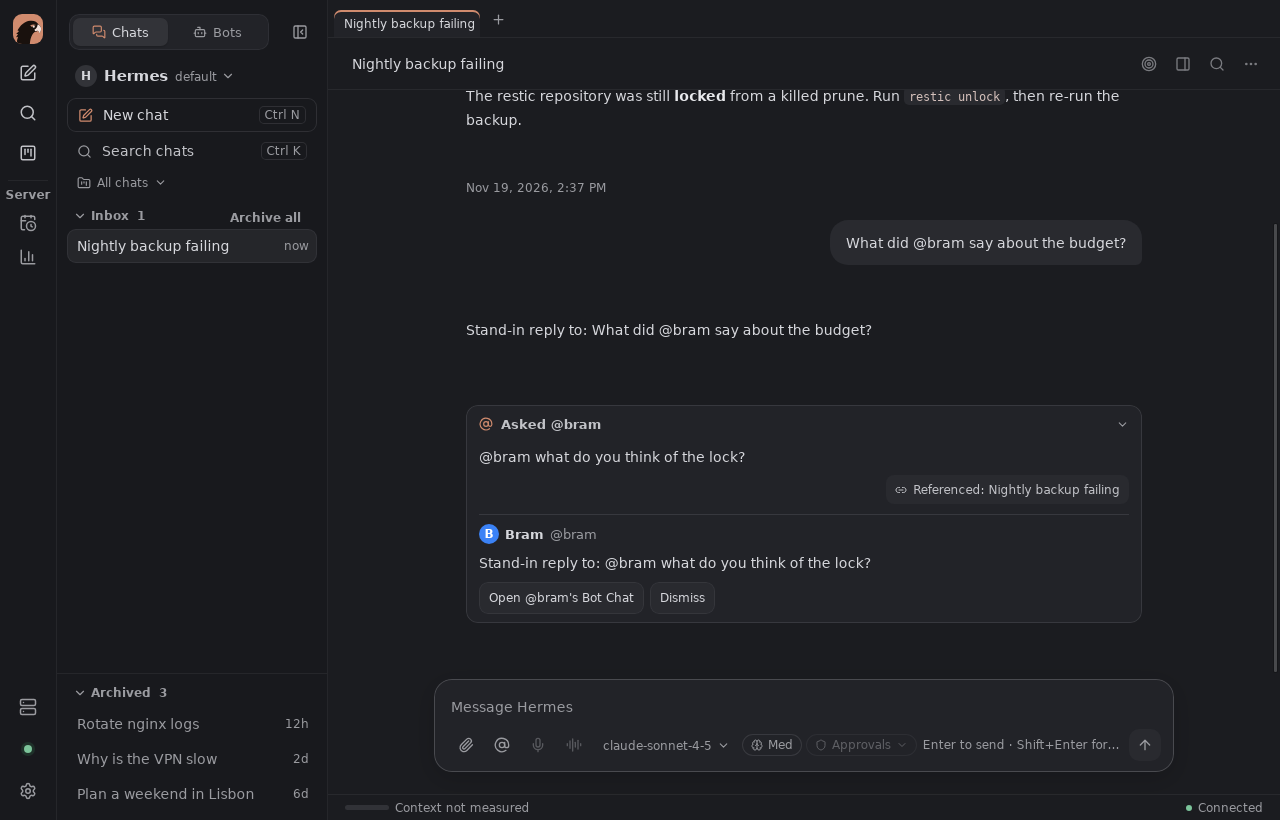 Chats
Bots
Nightly backup failing
H Hermes default
Nightly backup failing
New chat Ctrl N
Search chats Ctrl K
All chats
Server
Inbox 1 Archive all
Nightly backup failing now
The restic repository was still locked from a killed prune. Run restic unlock, then re-run the
backup.
Nov 19, 2026, 2:37 PM
What did @bram say about the budget?
Stand-in reply to: What did @bram say about the budget?
Asked @bram
@bram what do you think of the lock?
Referenced: Nightly backup failing
B Bram @bram
Stand-in reply to: @bram what do you think of the lock?
Open @bram's Bot Chat Dismiss
Archived 3
Rotate nginx logs 12h
Why is the VPN slow 2d
Plan a weekend in Lisbon 6d
Message Hermes
claude-sonnet-4-5 Med Approvals Enter to send · Shift+Enter for...
Context not measured
Connected